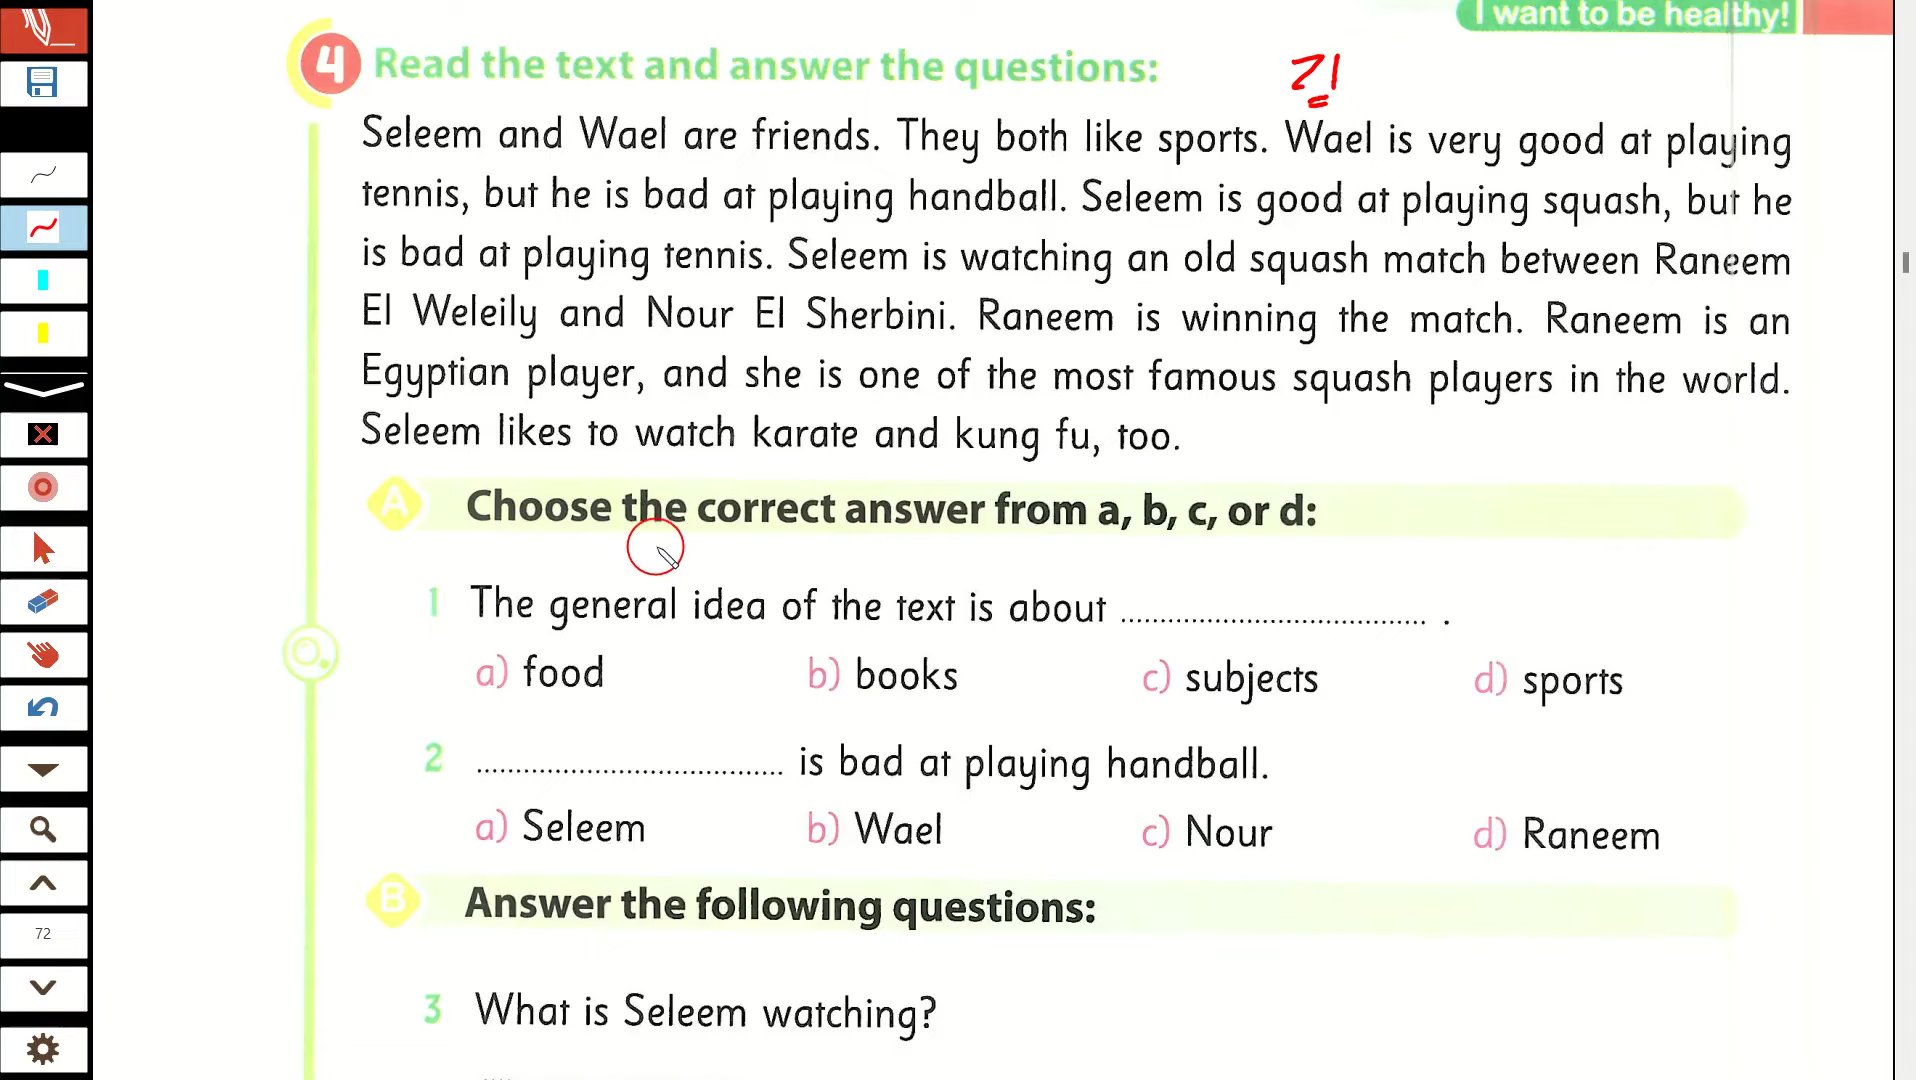 I want to be healthy!
4 Read the text and answer the questions:
21
Seleem and Wael are friends. They both like sports. Wael is very good at playing
tennis, but he is bad at playing handball. Seleem is good at playing squash, but he
is bad at playing tennis. Seleem is watching an old squash match between Raneem
El Weleily and Nour El Sherbini. Raneem is winning the match. Raneem is an
Egyptian player, and she is one of the most famous squash players in the world.
Seleem likes to watch karate and kung fu, too.
A Choose the correct answer from a, b, c, or d:
1 The general idea of the text is about ...................................... .
a) food b) books c) subjects d) sports
2 ...................................... is bad at playing handball.
a) Seleem b) Wael c) Nour d) Raneem
B Answer the following questions:
72
3 What is Seleem watching?